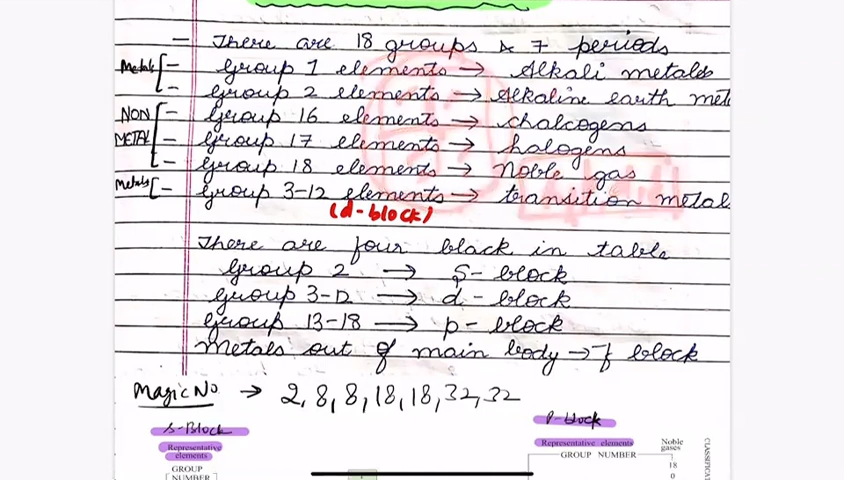 - There are 18 groups & 7 periods
Metals - Group 1 elements → Alkali metals
- Group 2 elements → Alkaline earth met
NON METAL - Group 16 elements → chalcogens
- Group 17 elements → halogens
- Group 18 elements → Noble gas
Metals - Group 3-12 elements → transition metal
(d-block)
There are four block in table
Group 2 → S-block
Group 3-12 → d-block
Group 13-18 → p-block
Metals out of main body → f block
Magic No → 2,8,8,18,18,32,32
s-Block
P-block
Representative elements
GROUP NUMBER
Representative elements
GROUP NUMBER
Noble gases
18
0
CLASSIFICAT